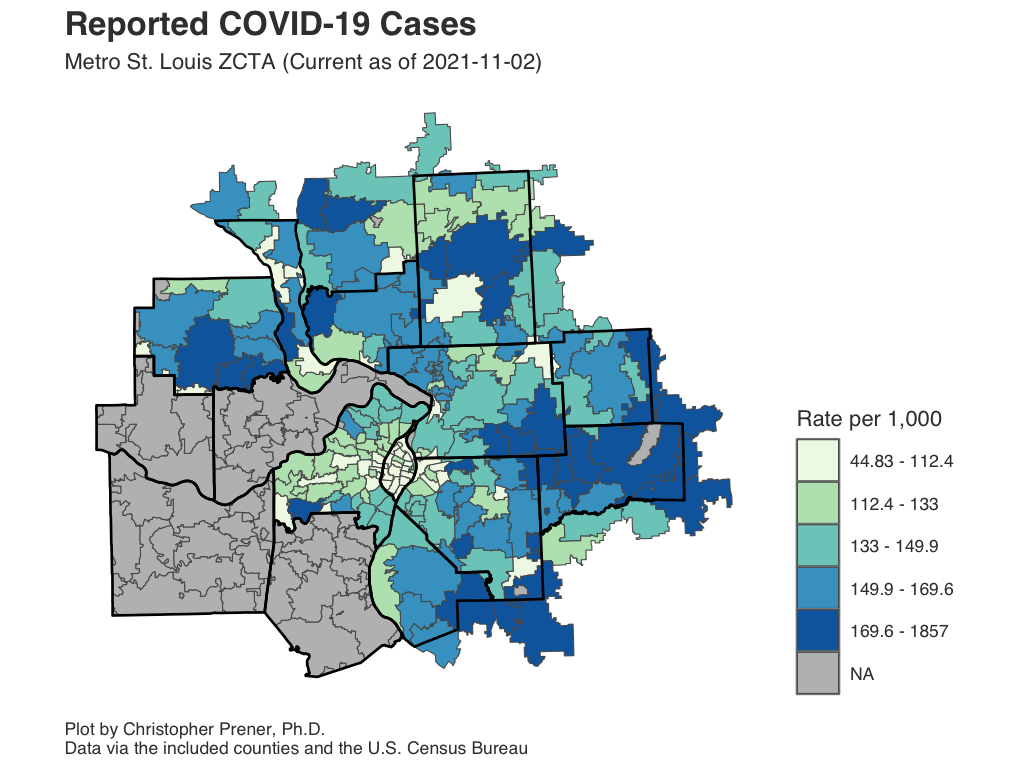 Reported COVID-19 Cases
Metro St. Louis ZCTA (Current as of 2021-11-02)
Rate per 1,000
44.83 - 112.4
112.4 - 133
133 - 149.9
149.9 - 169.6
169.6 - 1857
NA
Plot by Christopher Prener, Ph.D.
Data via the included counties and the U.S. Census Bureau